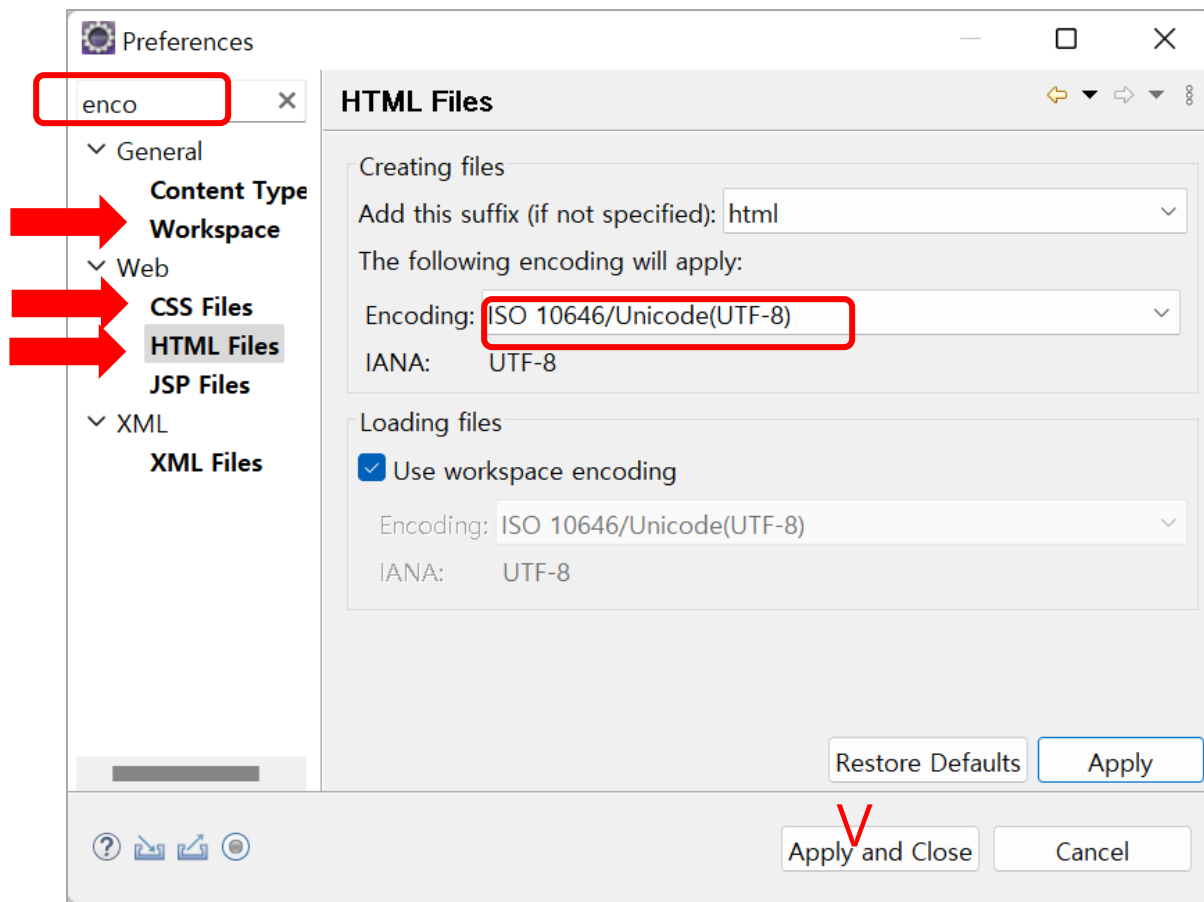 Preferences
enco
General
Content Type
Workspace
Web
CSS Files
HTML Files
JSP Files
XML
XML Files
HTML Files
Creating files
Add this suffix (if not specified): html
The following encoding will apply:
Encoding: ISO 10646/Unicode(UTF-8)
IANA: UTF-8
Loading files
Use workspace encoding
Encoding: ISO 10646/Unicode(UTF-8)
IANA: UTF-8
Restore Defaults Apply
V
Apply and Close Cancel